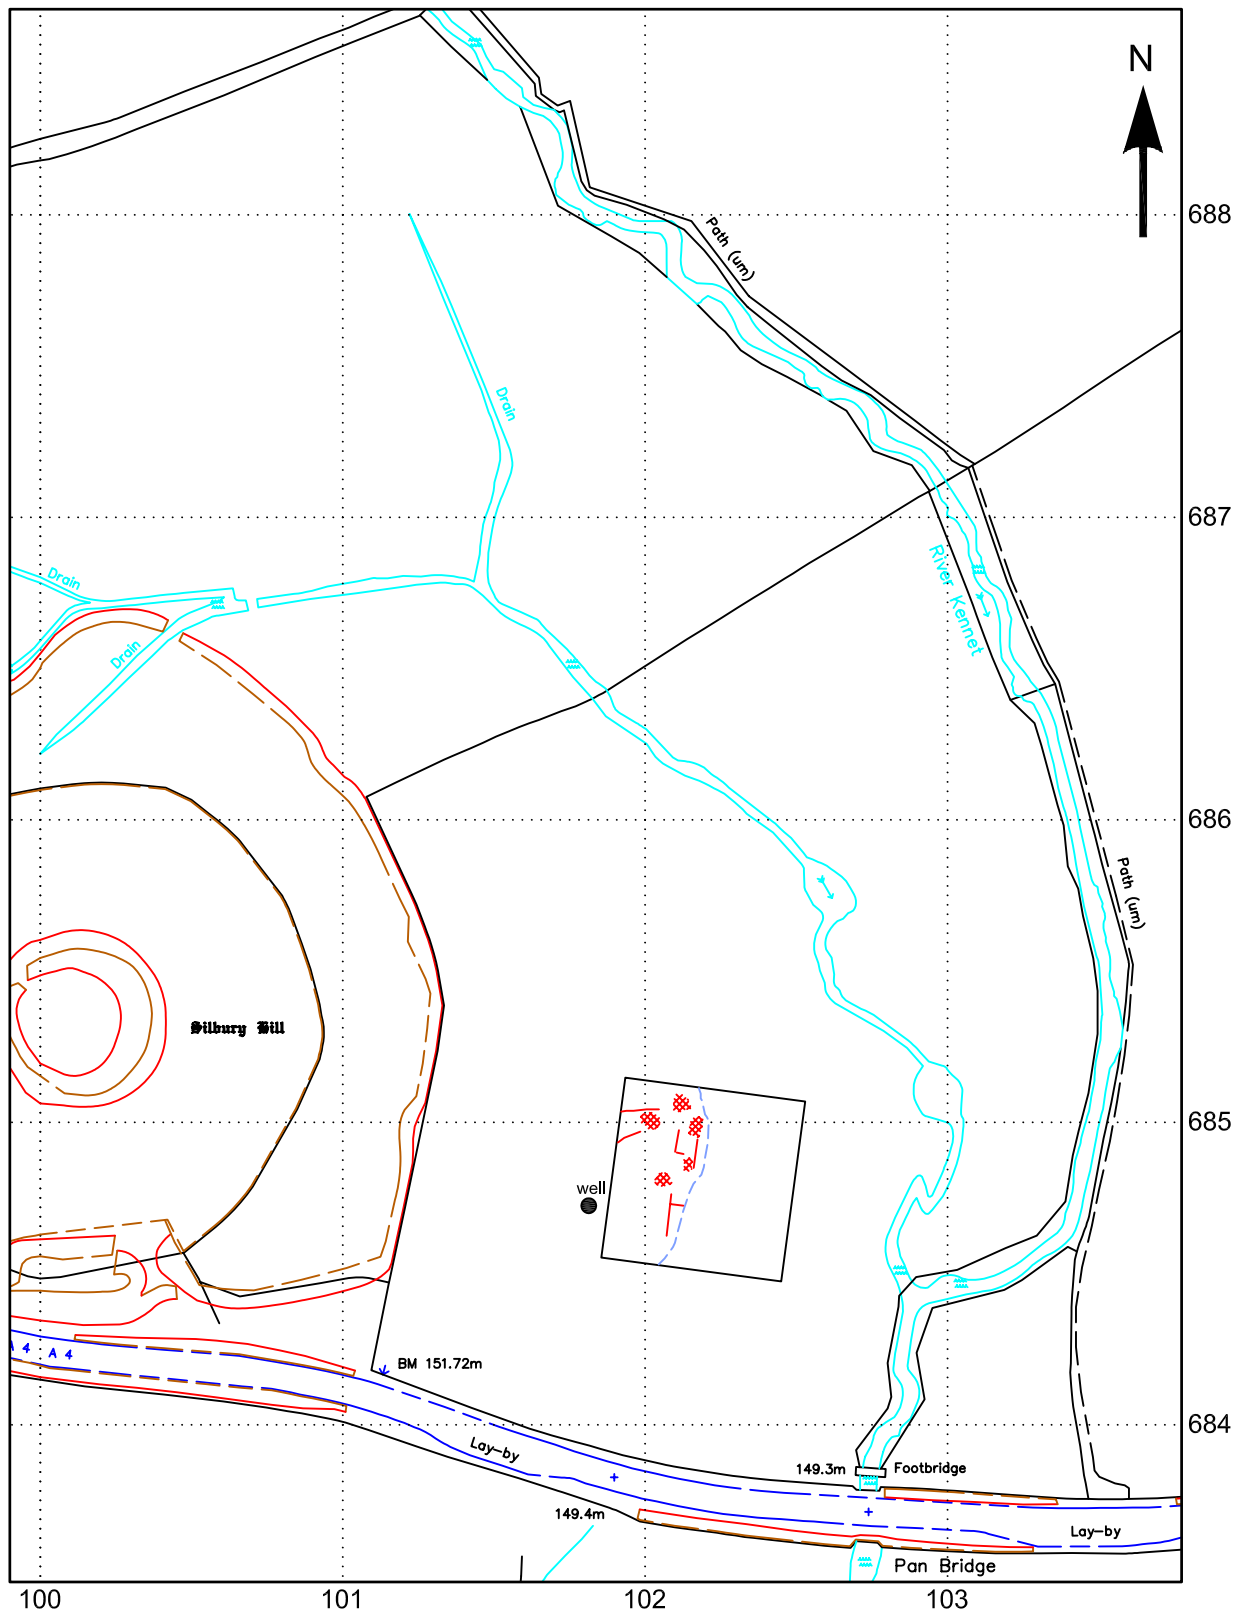 N
688
Path (um)
Drain
687
River Kennet
Drain
Drain
686
Path (um)
Silbury Hill
685
well
A 4 A 4
BM 151.72m
684
Lay-by
149.3m Footbridge
149.4m
Lay-by
Pan Bridge
100 101 102 103